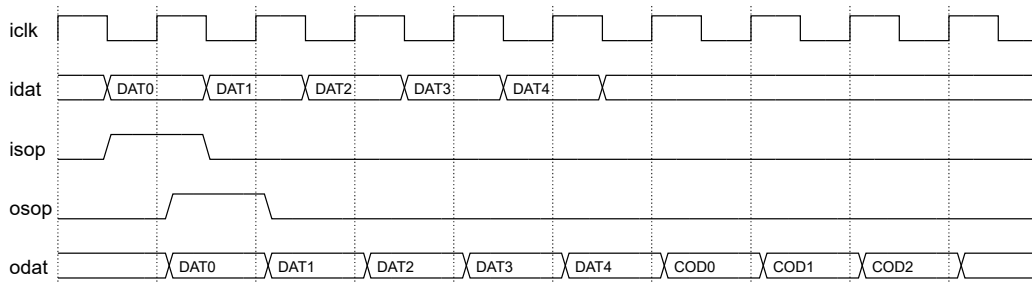 iclk
idat DAT0 DAT1 DAT2 DAT3 DAT4
isop
osop
odat DAT0 DAT1 DAT2 DAT3 DAT4 COD0 COD1 COD2